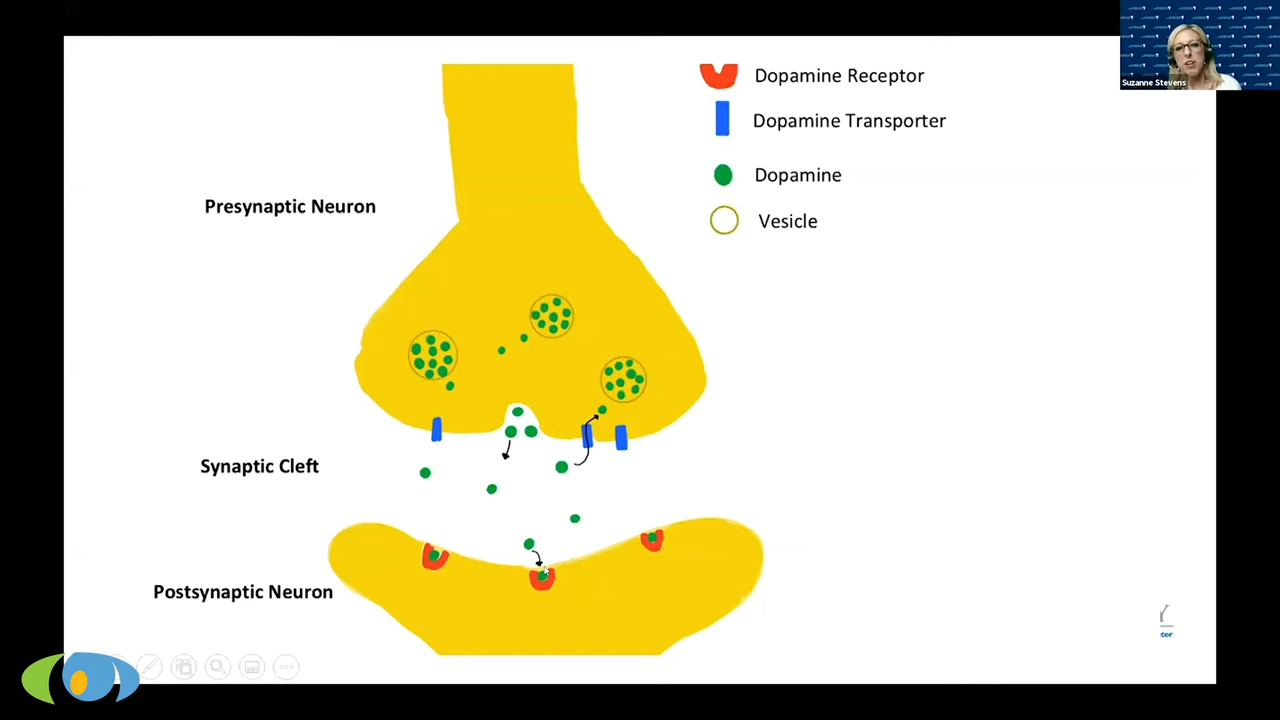 Dopamine Receptor
Suzanne Stevens
Dopamine Transporter
Dopamine
Presynaptic Neuron
Vesicle
Synaptic Cleft
Postsynaptic Neuron